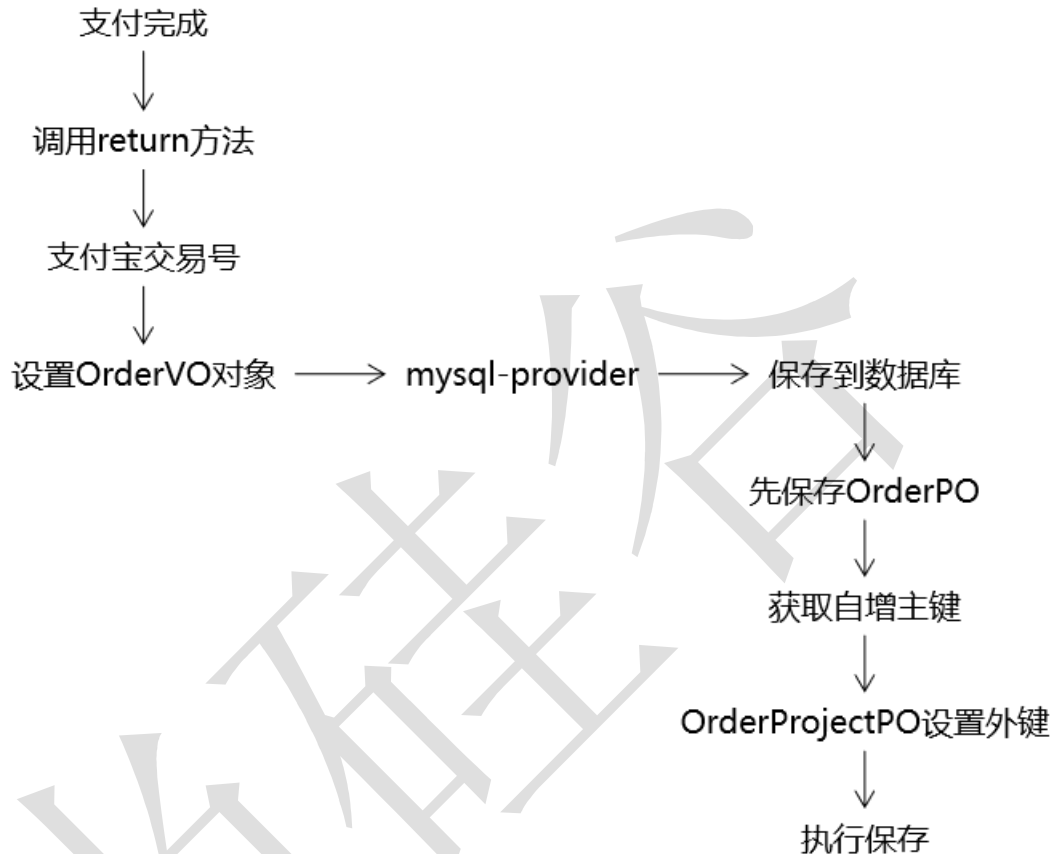 支付完成
调用return方法
支付宝交易号
设置OrderVO对象 mysql-provider 保存到数据库
先保存OrderPO
获取自增主键
OrderProjectPO设置外键
执行保存
尚硅谷